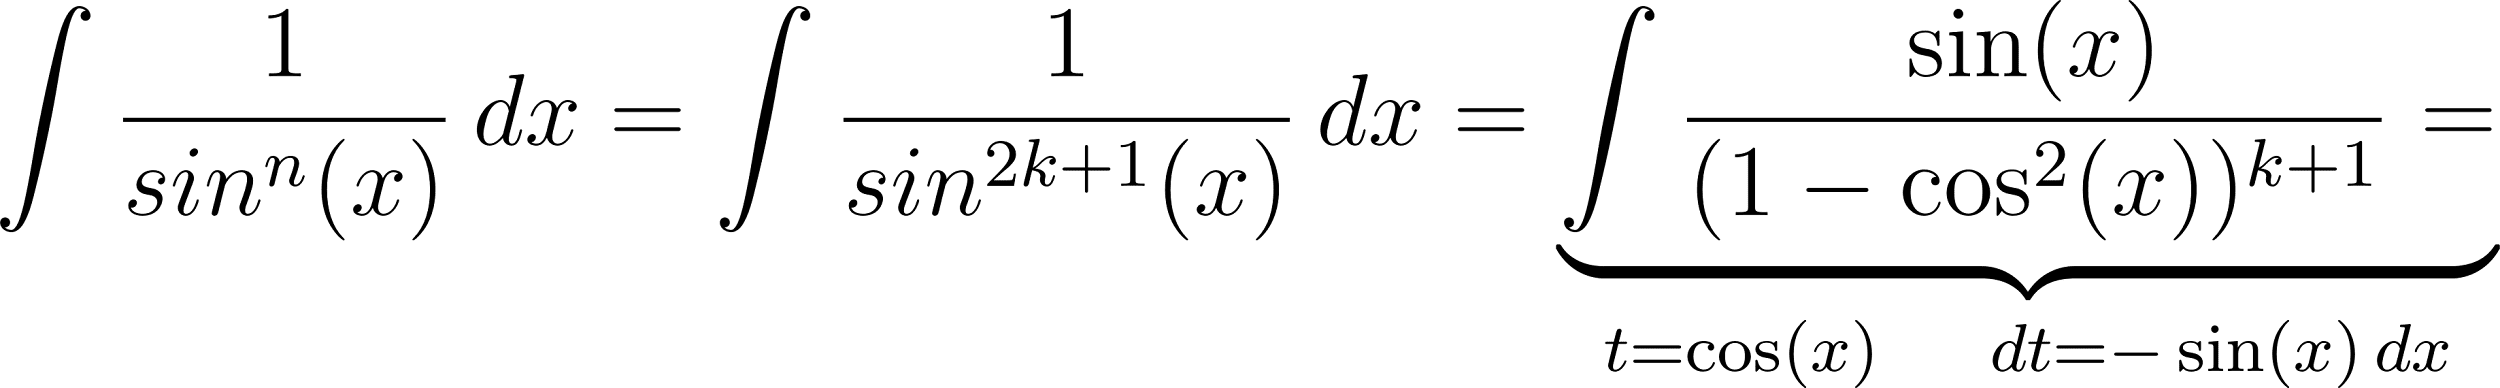 ∫ 1/sinⁿ(x) dx = ∫ 1/sin²ᵏ⁺¹(x) dx = ∫ sin(x)/(1 − cos²(x))ᵏ⁺¹ =
t=cos(x) dt=− sin(x) dx